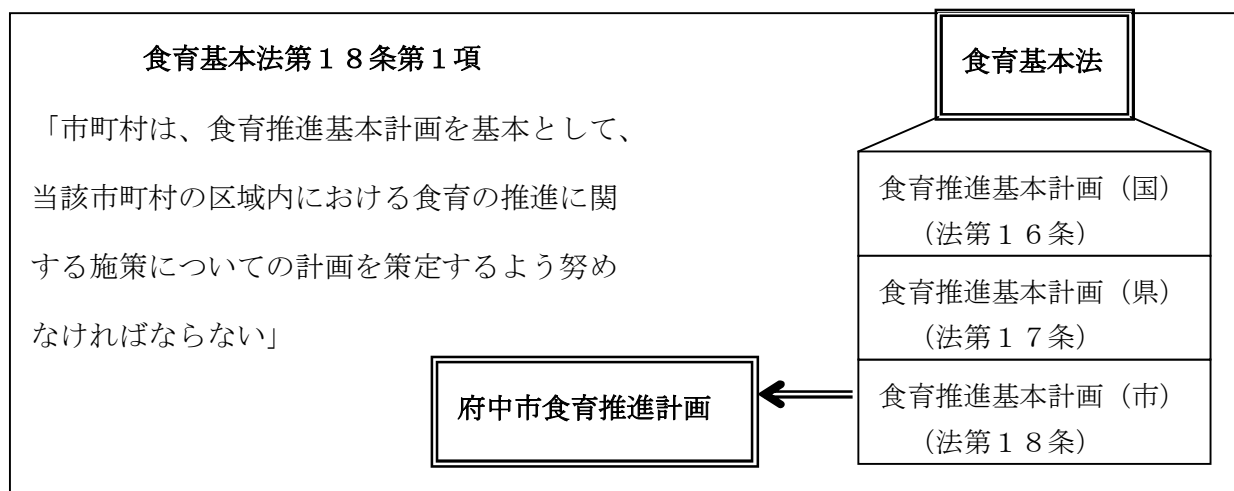 食育基本法第１８条第１項
「市町村は、食育推進基本計画を基本として、
当該市町村の区域内における食育の推進に関
する施策についての計画を策定するよう努め
なければならない」
食育基本法
食育推進基本計画（国）
（法第１６条）
食育推進基本計画（県）
（法第１７条）
食育推進基本計画（市）
（法第１８条）
府中市食育推進計画